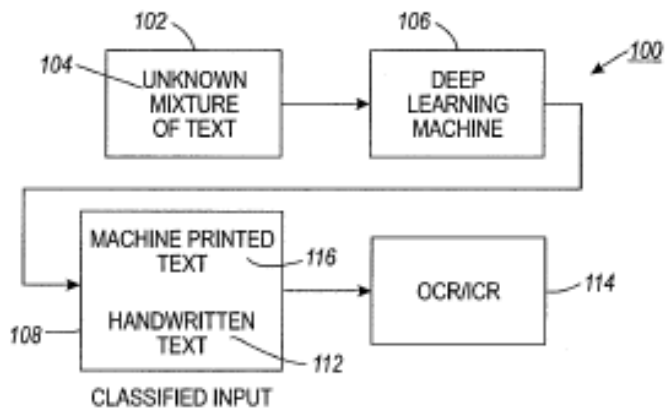 102
106
100
104
UNKNOWN
MIXTURE
OF TEXT
DEEP
LEARNING
MACHINE
MACHINE PRINTED
TEXT
116
OCR/ICR
114
108
HANDWRITTEN
TEXT
112
CLASSIFIED INPUT